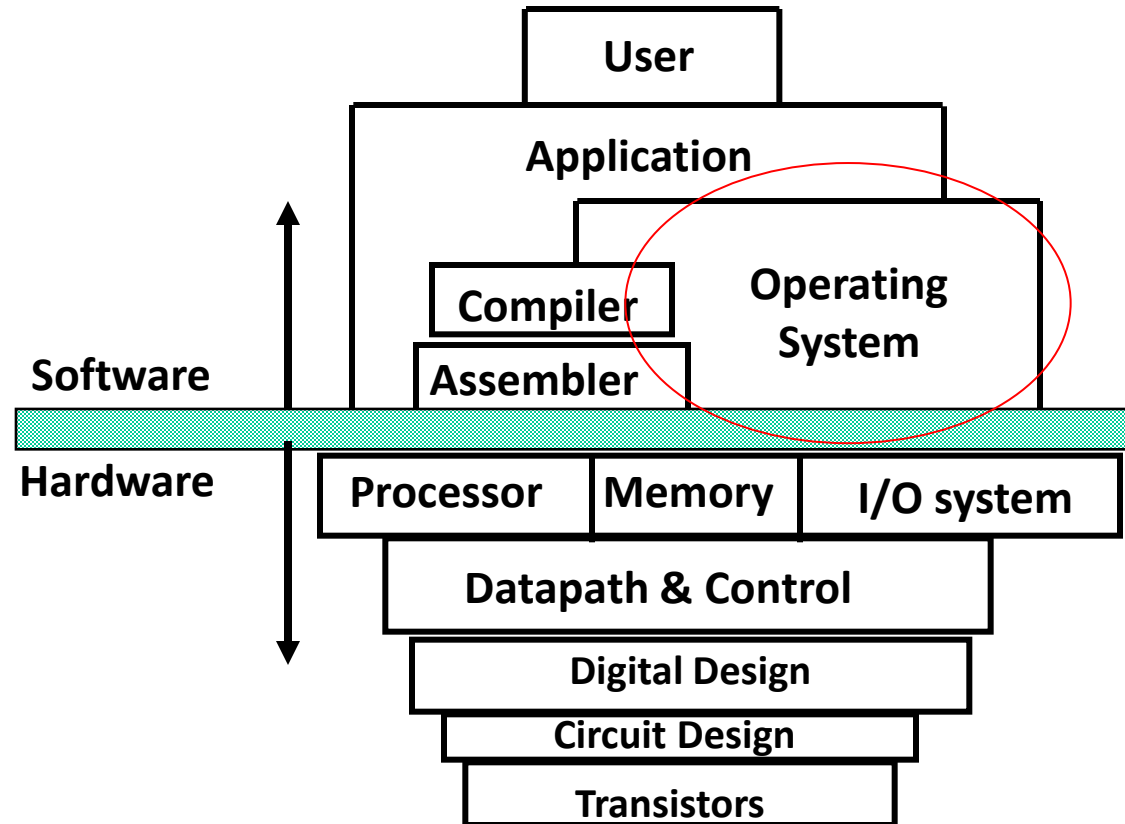 User
Application
Operating
System
Compiler
Assembler
Software
Hardware
Processor
Memory
I/O system
Datapath & Control
Digital Design
Circuit Design
Transistors